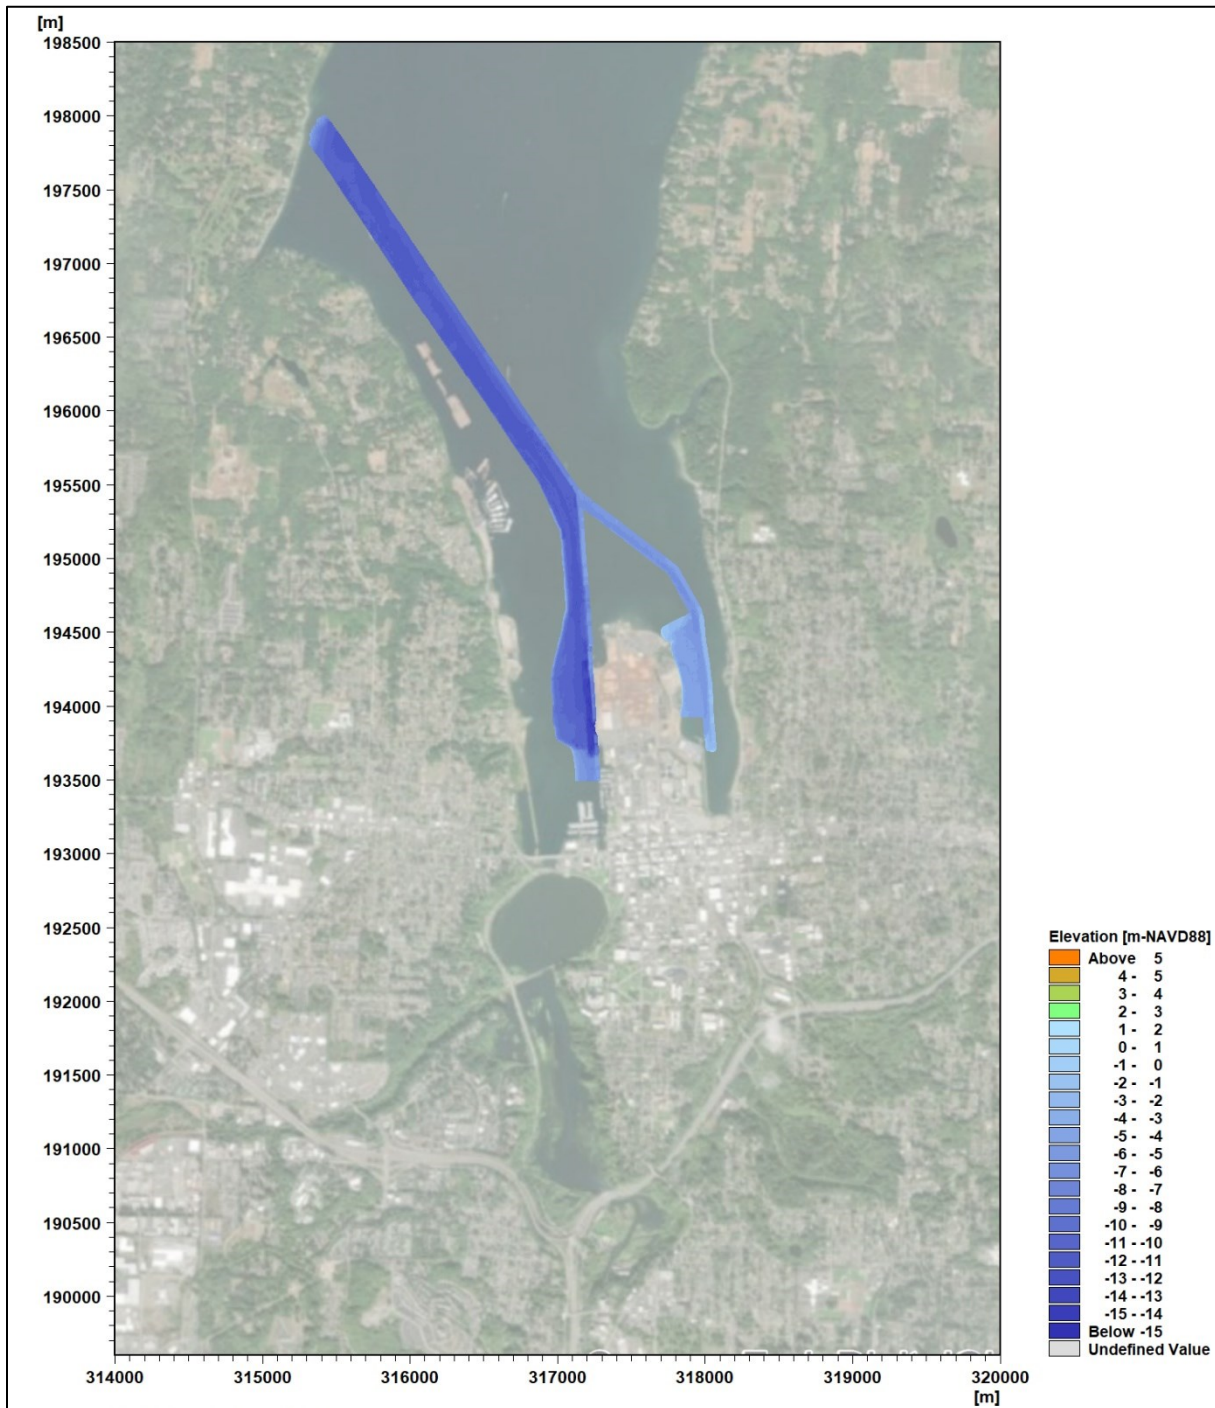 [m]
198500
198000
197500
197000
196500
196000
195500
195000
194500
194000
193500
193000
192500
192000
191500
191000
190500
190000
314000 315000 316000 317000 318000 319000 320000
[m]
Elevation [m-NAVD88]
Above 5
4 - 5
3 - 4
2 - 3
1 - 2
0 - 1
-1 - 0
-2 - -1
-3 - -2
-4 - -3
-5 - -4
-6 - -5
-7 - -6
-8 - -7
-9 - -8
-10 - -9
-11 - -10
-12 - -11
-13 - -12
-14 - -13
-15 - -14
Below -15
Undefined Value